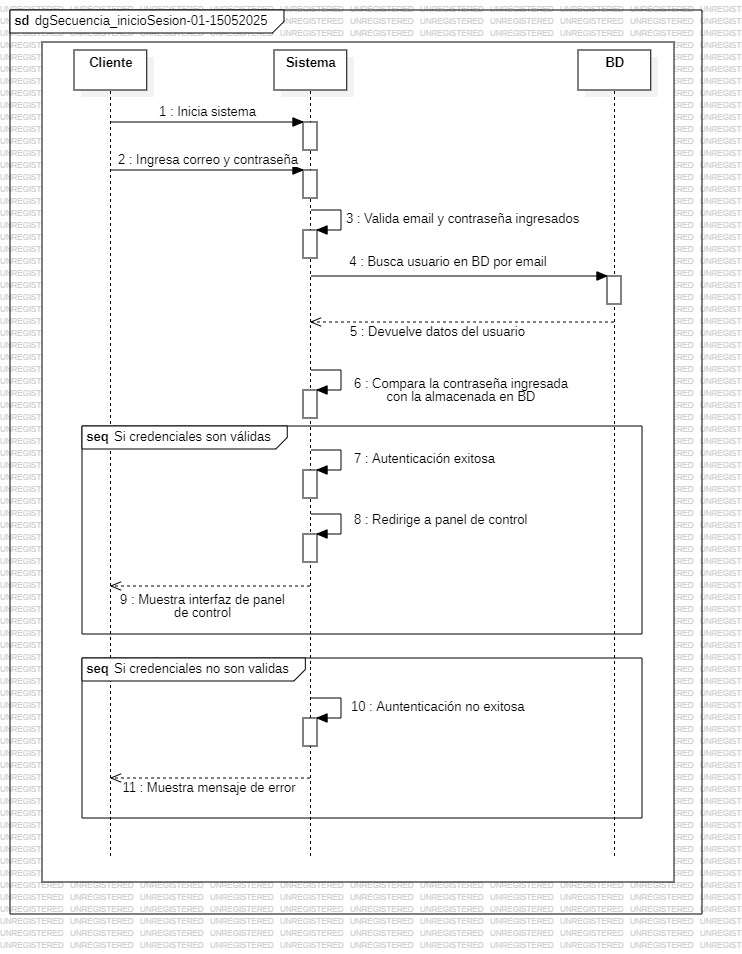 sd dgSecuencia_inicioSesion-01-15052025
Cliente
Sistema
BD
1 : Inicia sistema
2 : Ingresa correo y contraseña
3 : Valida email y contraseña ingresados
4 : Busca usuario en BD por email
5 : Devuelve datos del usuario
6 : Compara la contraseña ingresada
con la almacenada en BD
seq Si credenciales son válidas
7 : Autenticación exitosa
8 : Redirige a panel de control
9 : Muestra interfaz de panel
de control
seq Si credenciales no son validas
10 : Auntenticación no exitosa
11 : Muestra mensaje de error
UNREGISTERED